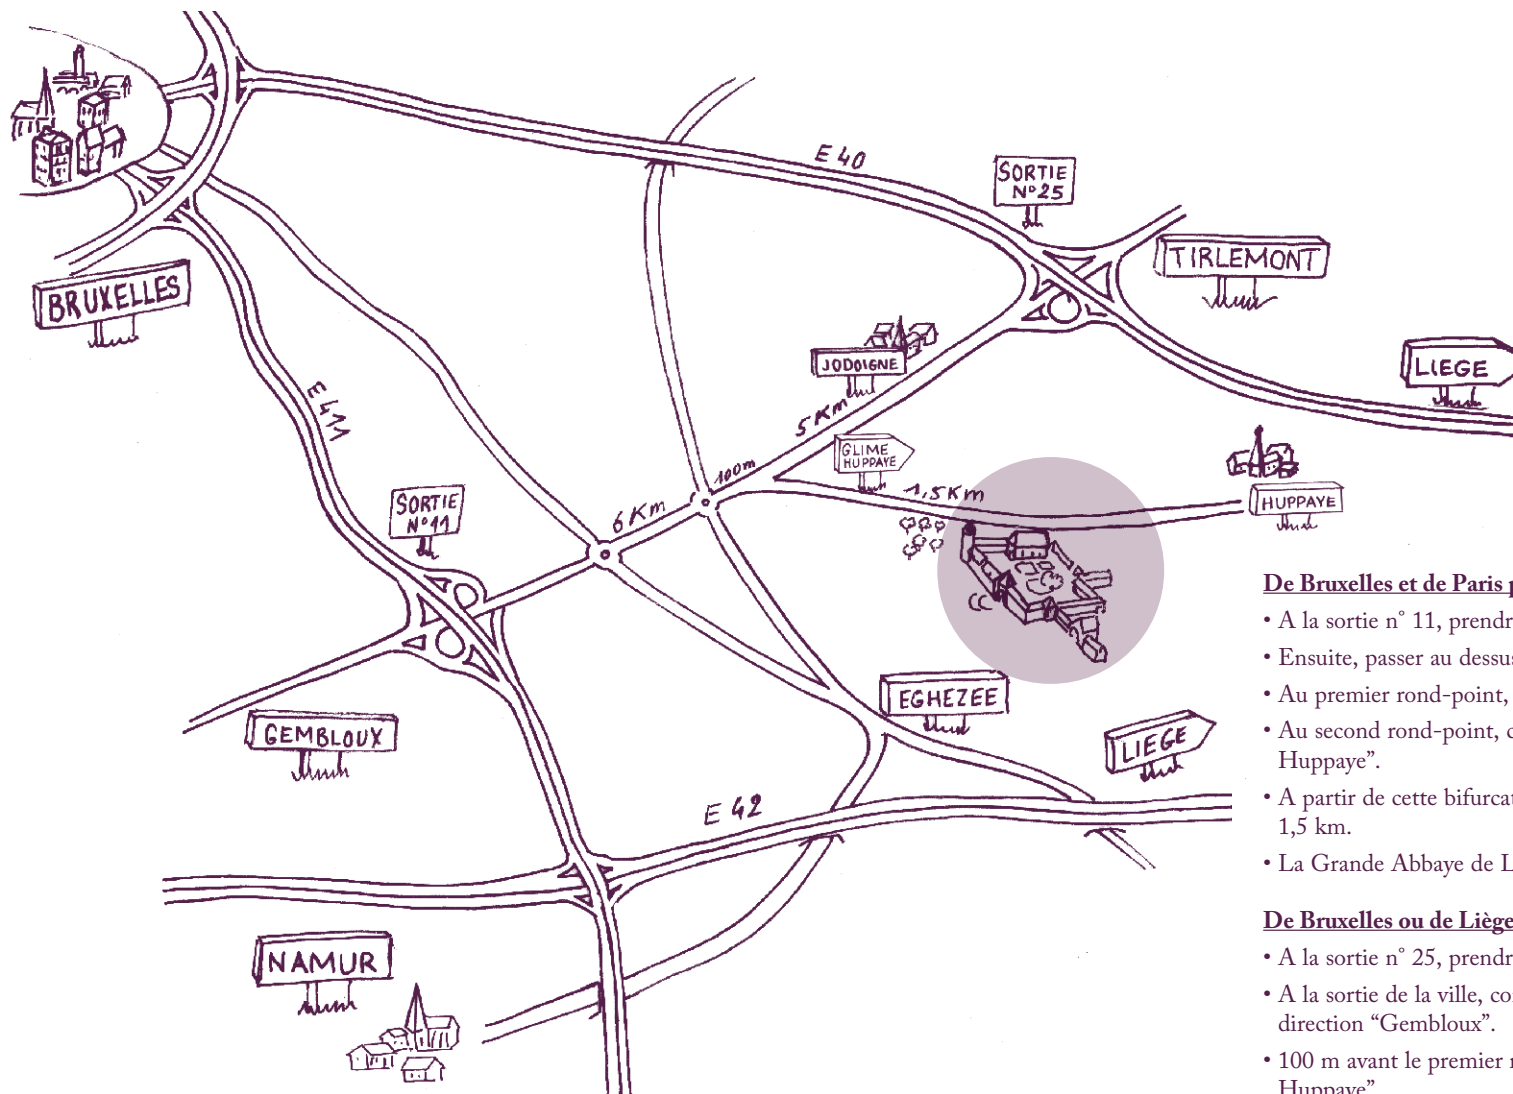 E 40
SORTIE
N° 25
TIRLEMONT
BRUXELLES
JODOIGNE
LIEGE
E 411
5 Km
GLIME
HUPPAYE
100m
1,5 Km
HUPPAYE
SORTIE
N° 11
6 Km
EGHEZEE
GEMBLOUX
LIEGE
E 42
NAMUR
De Bruxelles et de Paris p
• A la sortie n° 11, prendr
• Ensuite, passer au dessus
• Au premier rond-point,
• Au second rond-point, c
Huppaye”.
• A partir de cette bifurcat
1,5 km.
• La Grande Abbaye de L
De Bruxelles ou de Liège
• A la sortie n° 25, prendr
• A la sortie de la ville, co
direction “Gembloux”.
• 100 m avant le premier r
Huppaye”